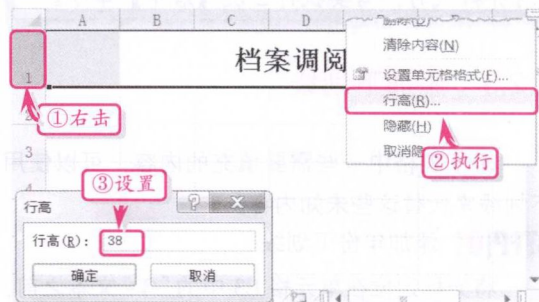 A B C D
删除(D)
清除内容(N)
档案调阅
设置单元格格式(F)...
1
行高(R)...
①右击
隐藏(H)
②执行
取消隐
3
③设置
行高
行高(R): 38
确定 取消